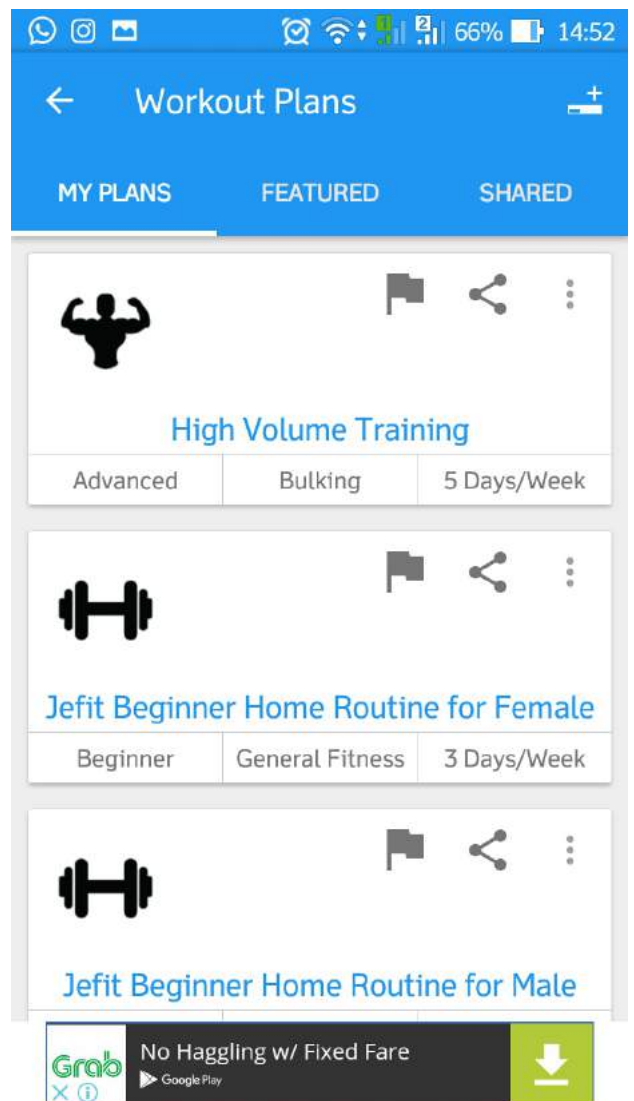 1 2 66% 14:52
Workout Plans
MY PLANS FEATURED SHARED
High Volume Training
Advanced Bulking 5 Days/Week
Jefit Beginner Home Routine for Female
Beginner General Fitness 3 Days/Week
Jefit Beginner Home Routine for Male
Grab No Haggling w/ Fixed Fare
Google Play